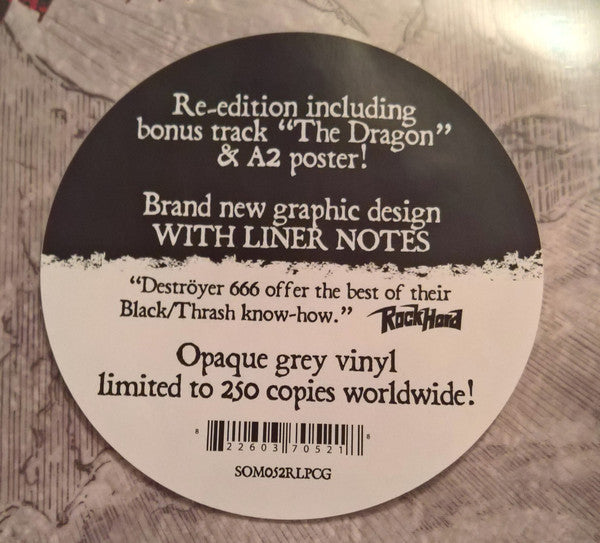 Re-edition including
bonus track “The Dragon”
& A2 poster!
Brand new graphic design
WITH LINER NOTES
“Deströyer 666 offer the best of their
Black/Thrash know-how.” RockHard
Opaque grey vinyl
limited to 250 copies worldwide!
8 22603 70521 8
SOM052RLPCG